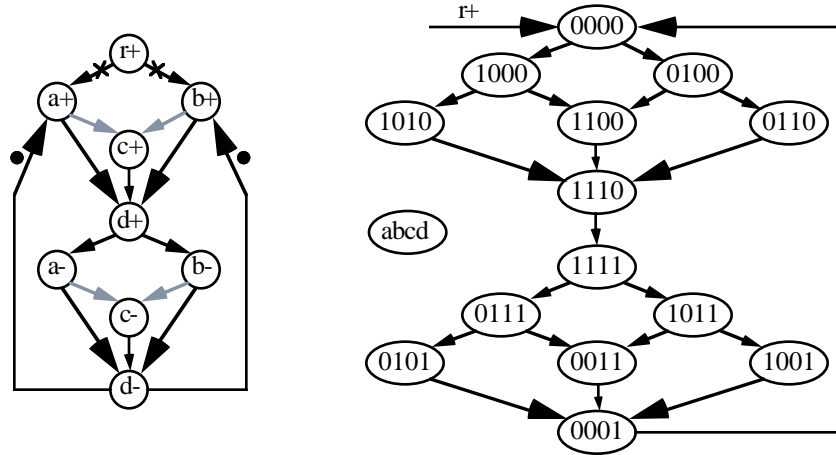 r+
a+ b+
c+
d+
a- b-
c-
d-
r+
0000
1000 0100
1010 1100 0110
1110
abcd
1111
0111 1011
0101 0011 1001
0001